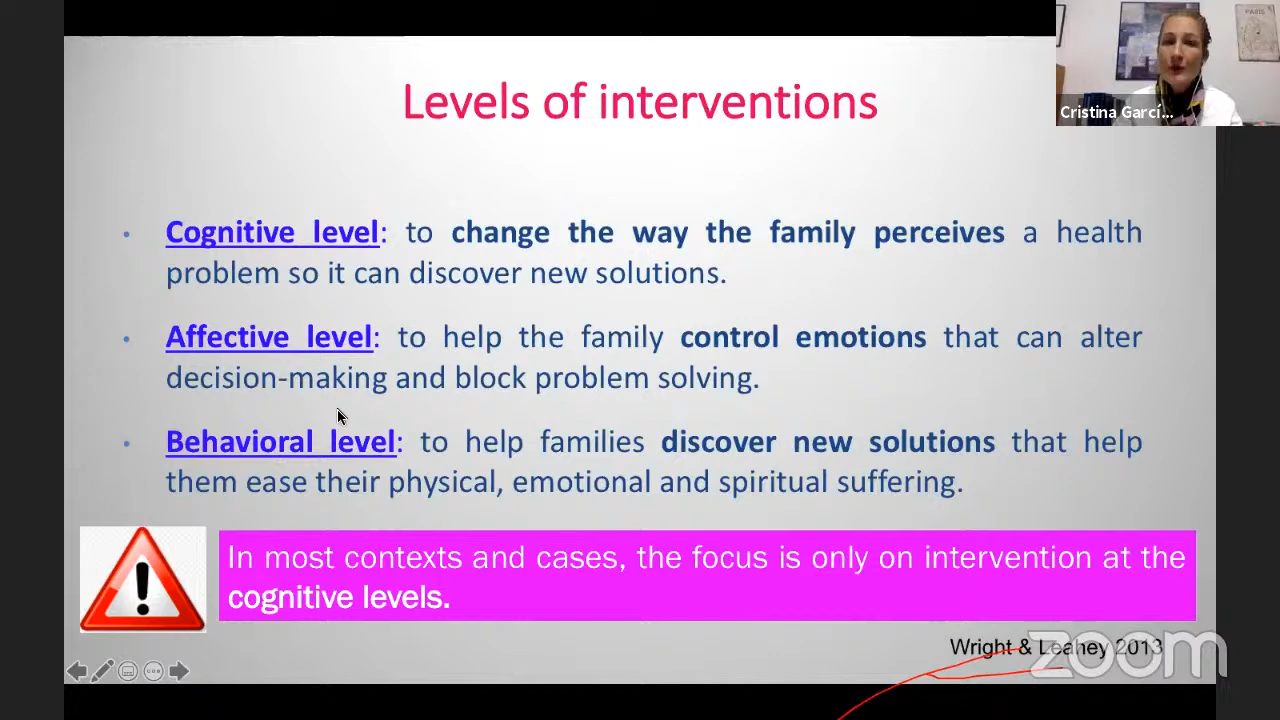 Levels of interventions
Cristina Garcí...
• Cognitive level: to change the way the family perceives a health
problem so it can discover new solutions.
• Affective level: to help the family control emotions that can alter
decision-making and block problem solving.
• Behavioral level: to help families discover new solutions that help
them ease their physical, emotional and spiritual suffering.
In most contexts and cases, the focus is only on intervention at the
cognitive levels.
Wright & Leahey 2013
zoom